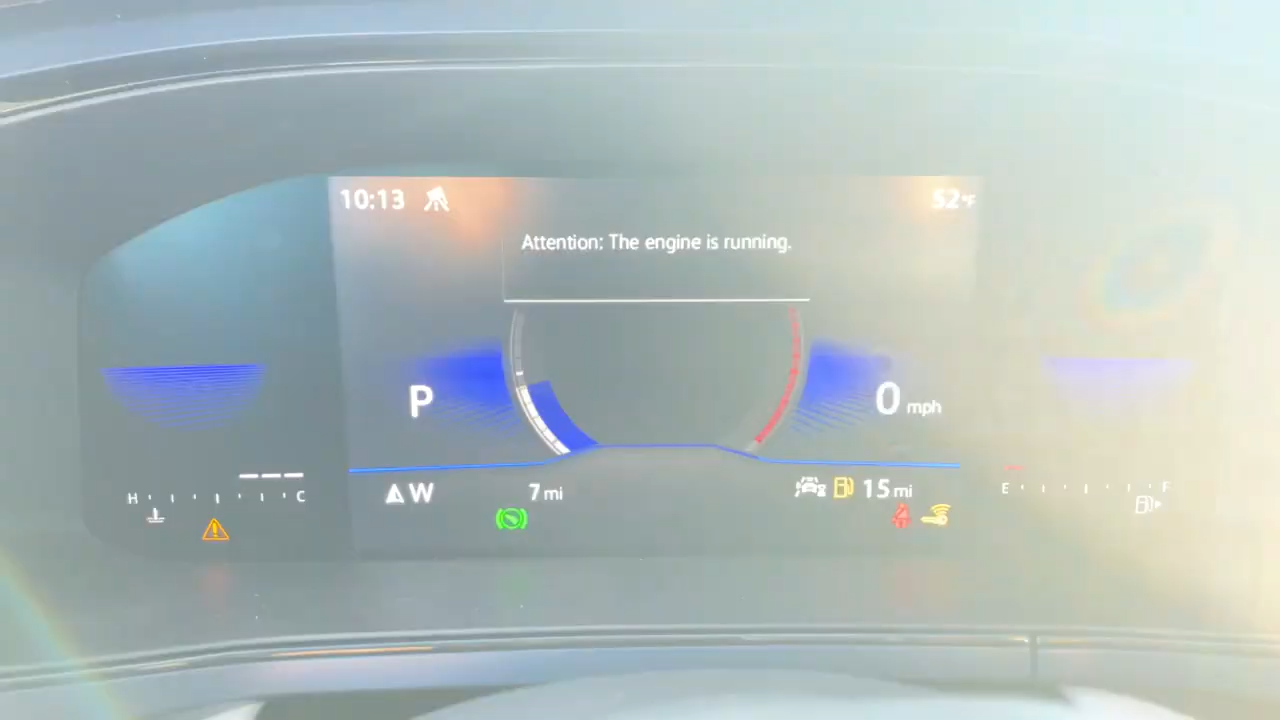 10:13
52°F
Attention: The engine is running.
P
0 mph
H C
W
7 mi
15 mi
E F